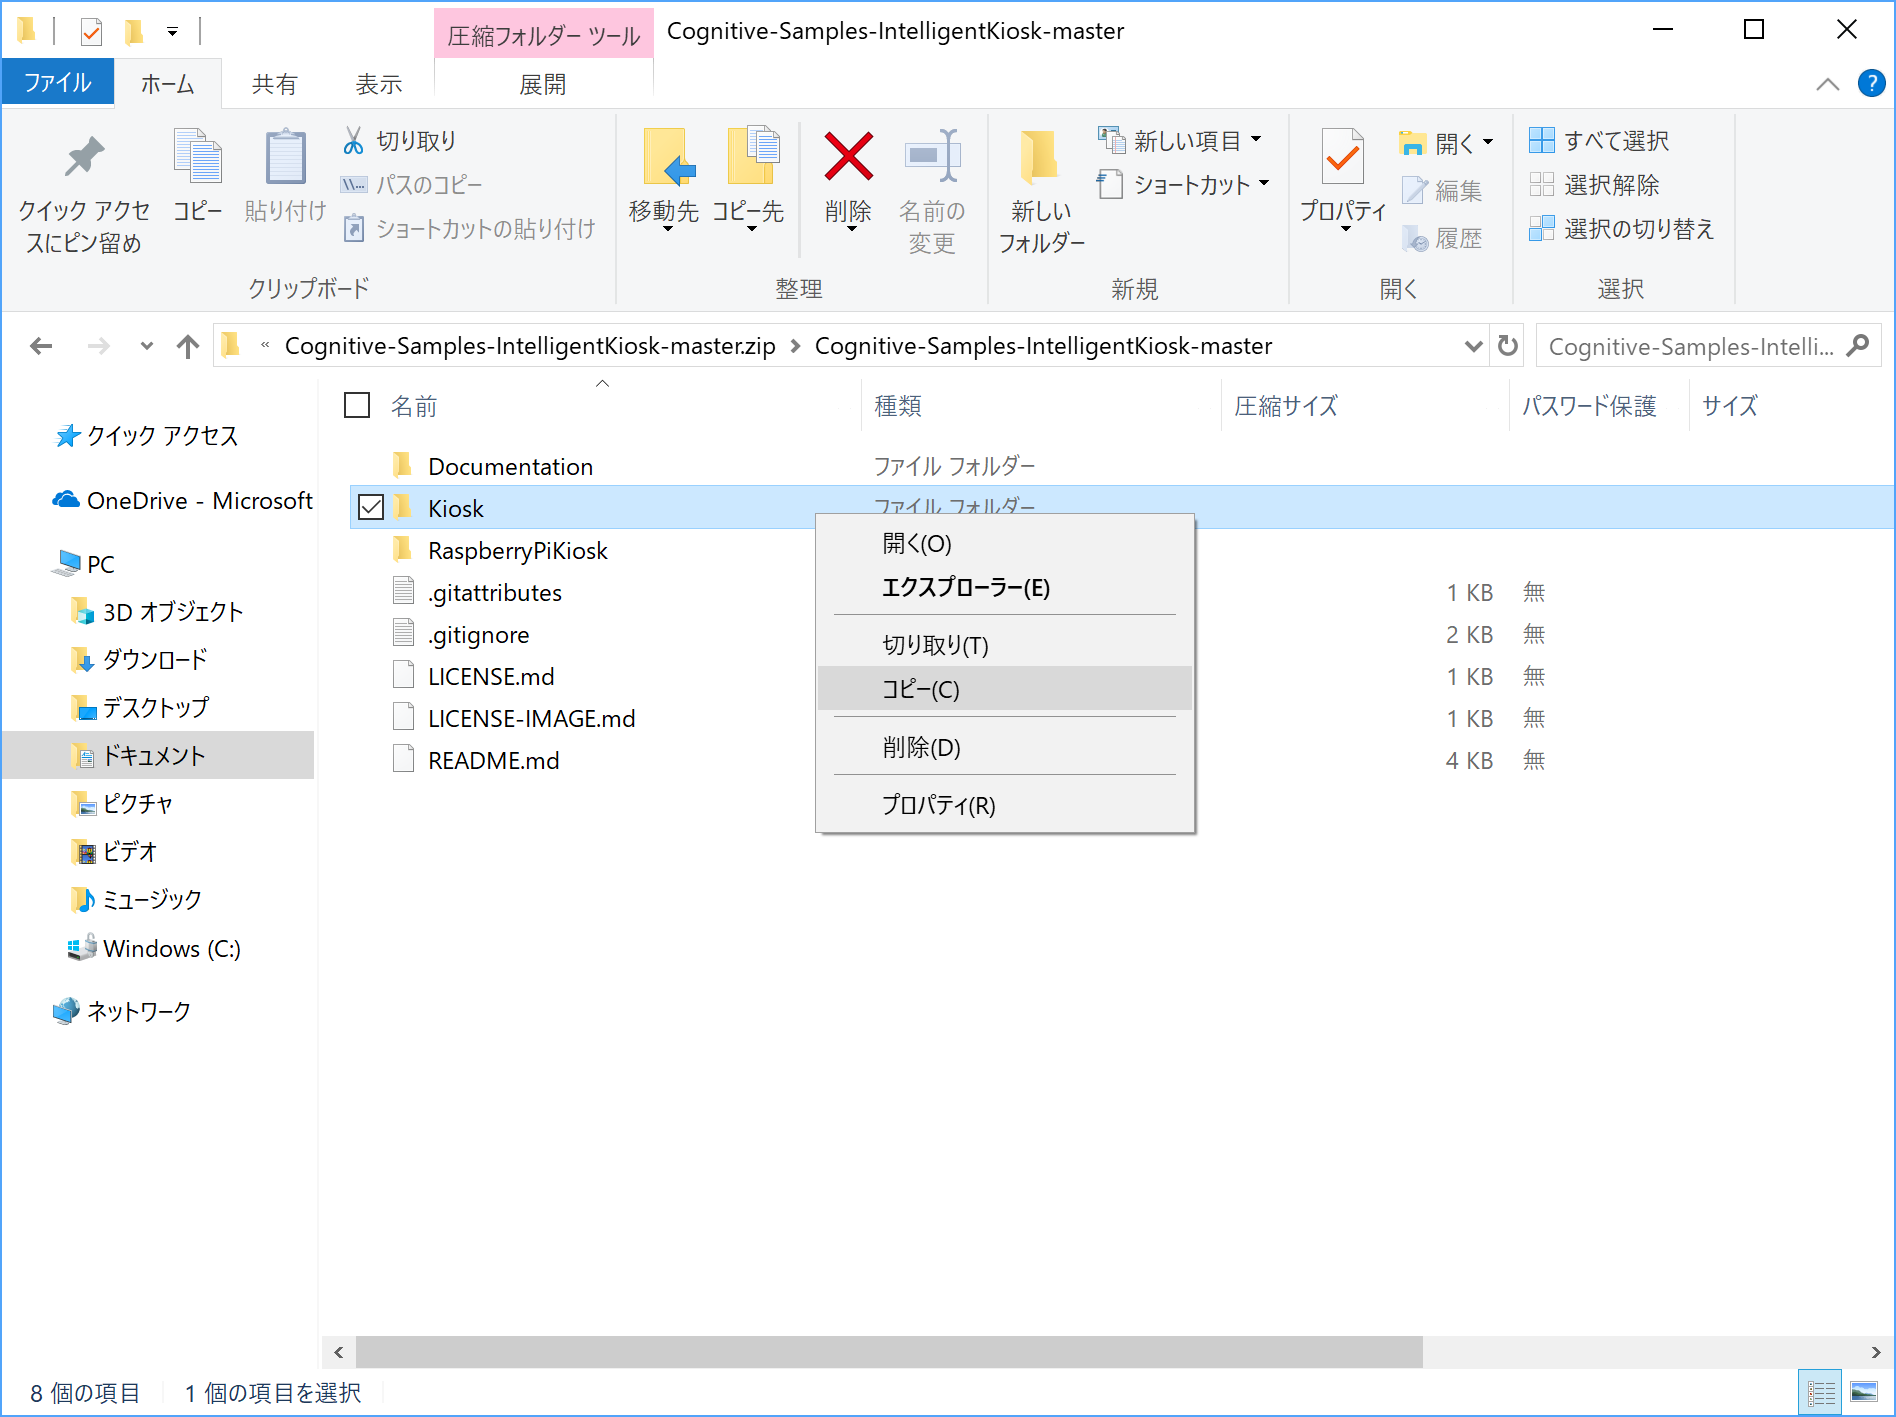 圧縮フォルダー ツール
Cognitive-Samples-IntelligentKiosk-master
ファイル
ホーム
共有
表示
展開
クイック アクセスにピン留め
コピー
貼り付け
切り取り
パスのコピー
ショートカットの貼り付け
クリップボード
移動先
コピー先
削除
名前の変更
整理
新しいフォルダー
新しい項目
ショートカット
新規
プロパティ
開く
編集
履歴
開く
すべて選択
選択解除
選択の切り替え
選択
« Cognitive-Samples-IntelligentKiosk-master.zip > Cognitive-Samples-IntelligentKiosk-master
Cognitive-Samples-Intelli...
クイック アクセス
OneDrive - Microsoft
PC
3D オブジェクト
ダウンロード
デスクトップ
ドキュメント
ピクチャ
ビデオ
ミュージック
Windows (C:)
ネットワーク
名前 種類 圧縮サイズ パスワード保護 サイズ
Documentation ファイル フォルダー
Kiosk ファイル フォルダー
RaspberryPiKiosk
.gitattributes 1 KB 無
.gitignore 2 KB 無
LICENSE.md 1 KB 無
LICENSE-IMAGE.md 1 KB 無
README.md 4 KB 無
開く(O)
エクスプローラー(E)
切り取り(T)
コピー(C)
削除(D)
プロパティ(R)
8 個の項目
1 個の項目を選択